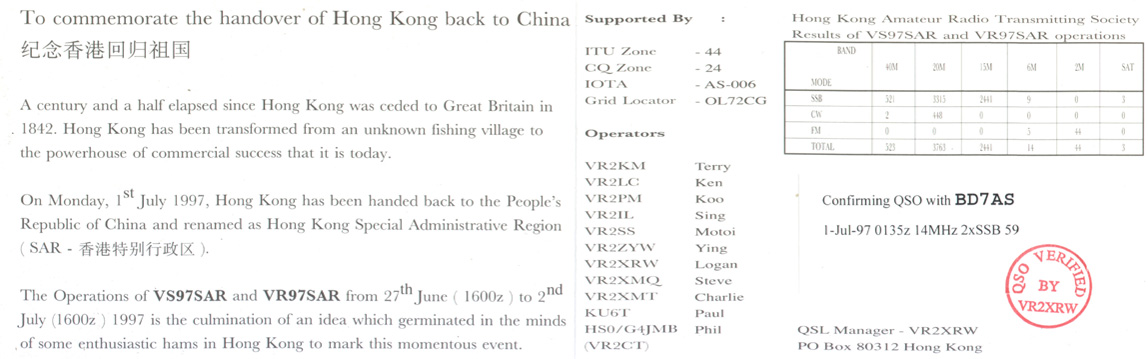 To commemorate the handover of Hong Kong back to China
纪念香港回归祖国
A century and a half elapsed since Hong Kong was ceded to Great Britain in
1842. Hong Kong has been transformed from an unknown fishing village to
the powerhouse of commercial success that it is today.
On Monday, 1st July 1997, Hong Kong has been handed back to the People's
Republic of China and renamed as Hong Kong Special Administrative Region
( SAR - 香港特别行政区 ).
The Operations of VS97SAR and VR97SAR from 27th June ( 1600z ) to 2nd
July (1600z ) 1997 is the culmination of an idea which germinated in the minds
of some enthusiastic hams in Hong Kong to mark this momentous event.
Supported By :
ITU Zone - 44
CQ Zone - 24
IOTA - AS-006
Grid Locator - OL72CG
Operators
VR2KM Terry
VR2LC Ken
VR2PM Koo
VR2IL Sing
VR2SS Motoi
VR2ZYW Ying
VR2XRW Logan
VR2XMQ Steve
VR2XMT Charlie
KU6T Paul
HS0/G4JMB Phil
(VR2CT)
Hong Kong Amateur Radio Transmitting Society
Results of VS97SAR and VR97SAR operations
BAND
40M 20M 15M 6M 2M SAT
MODE
SSB 521 3315 2441 9 0 3
CW 2 448 0 0 0 0
FM 0 0 0 5 44 0
TOTAL 523 3763 2441 14 44 3
Confirming QSO with BD7AS
1-Jul-97 0135z 14MHz 2xSSB 59
QSO VERIFIED
BY
VR2XRW
QSL Manager - VR2XRW
PO Box 80312 Hong Kong